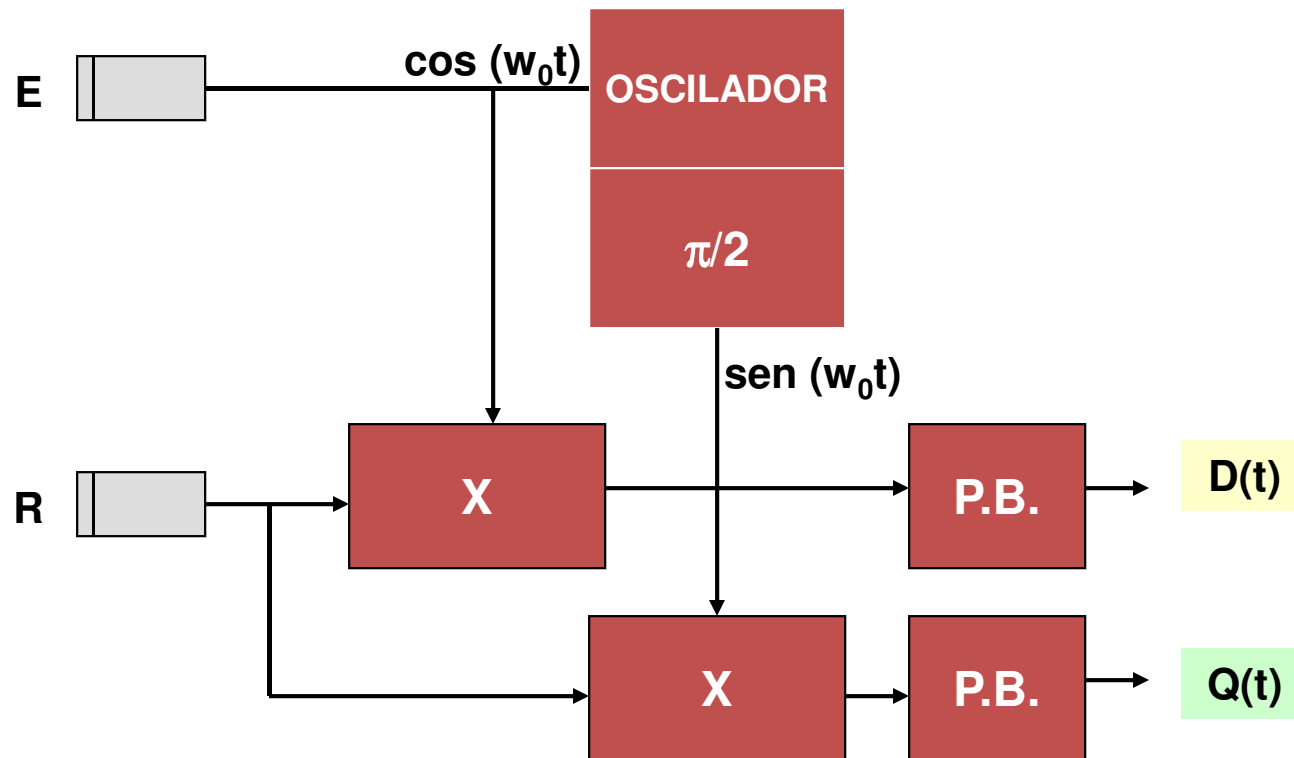 E
cos (w₀t)
OSCILADOR
π/2
sen (w₀t)
R
X
P.B.
D(t)
X
P.B.
Q(t)